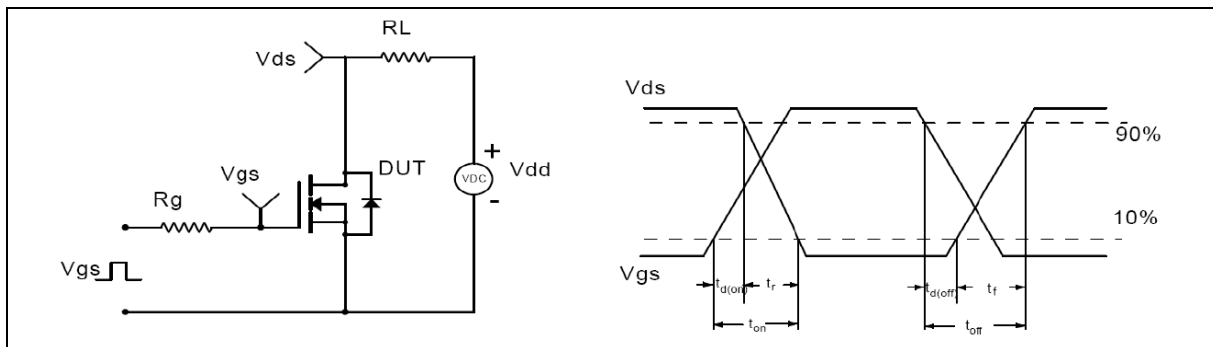 RL
Vds
Vgs
DUT
VDC
+
Vdd
-
Rg
Vgs
Vds
90%
10%
Vgs
td(on)
tr
td(off)
tf
ton
toff